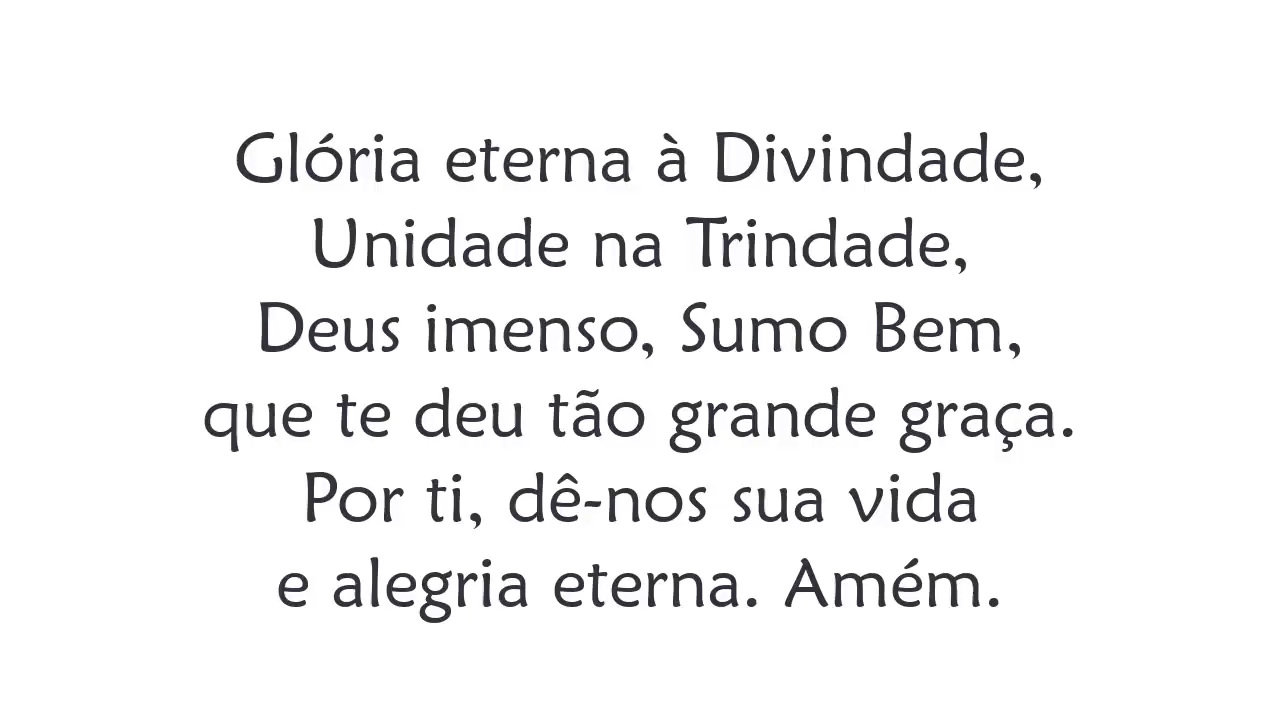 Glória eterna à Divindade,
Unidade na Trindade,
Deus imenso, Sumo Bem,
que te deu tão grande graça.
Por ti, dê-nos sua vida
e alegria eterna. Amém.